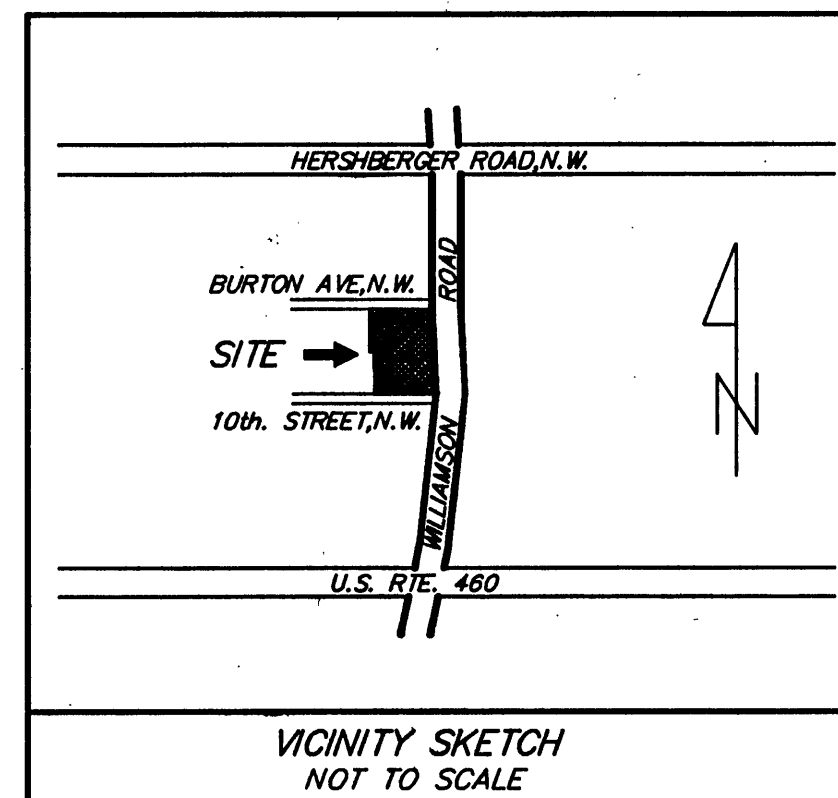 HERSHBERGER ROAD,N.W.
ROAD
BURTON AVE,N.W.
SITE
10th. STREET,N.W.
WILLIAMSON
N
U.S. RTE. 460
VICINITY SKETCH
NOT TO SCALE